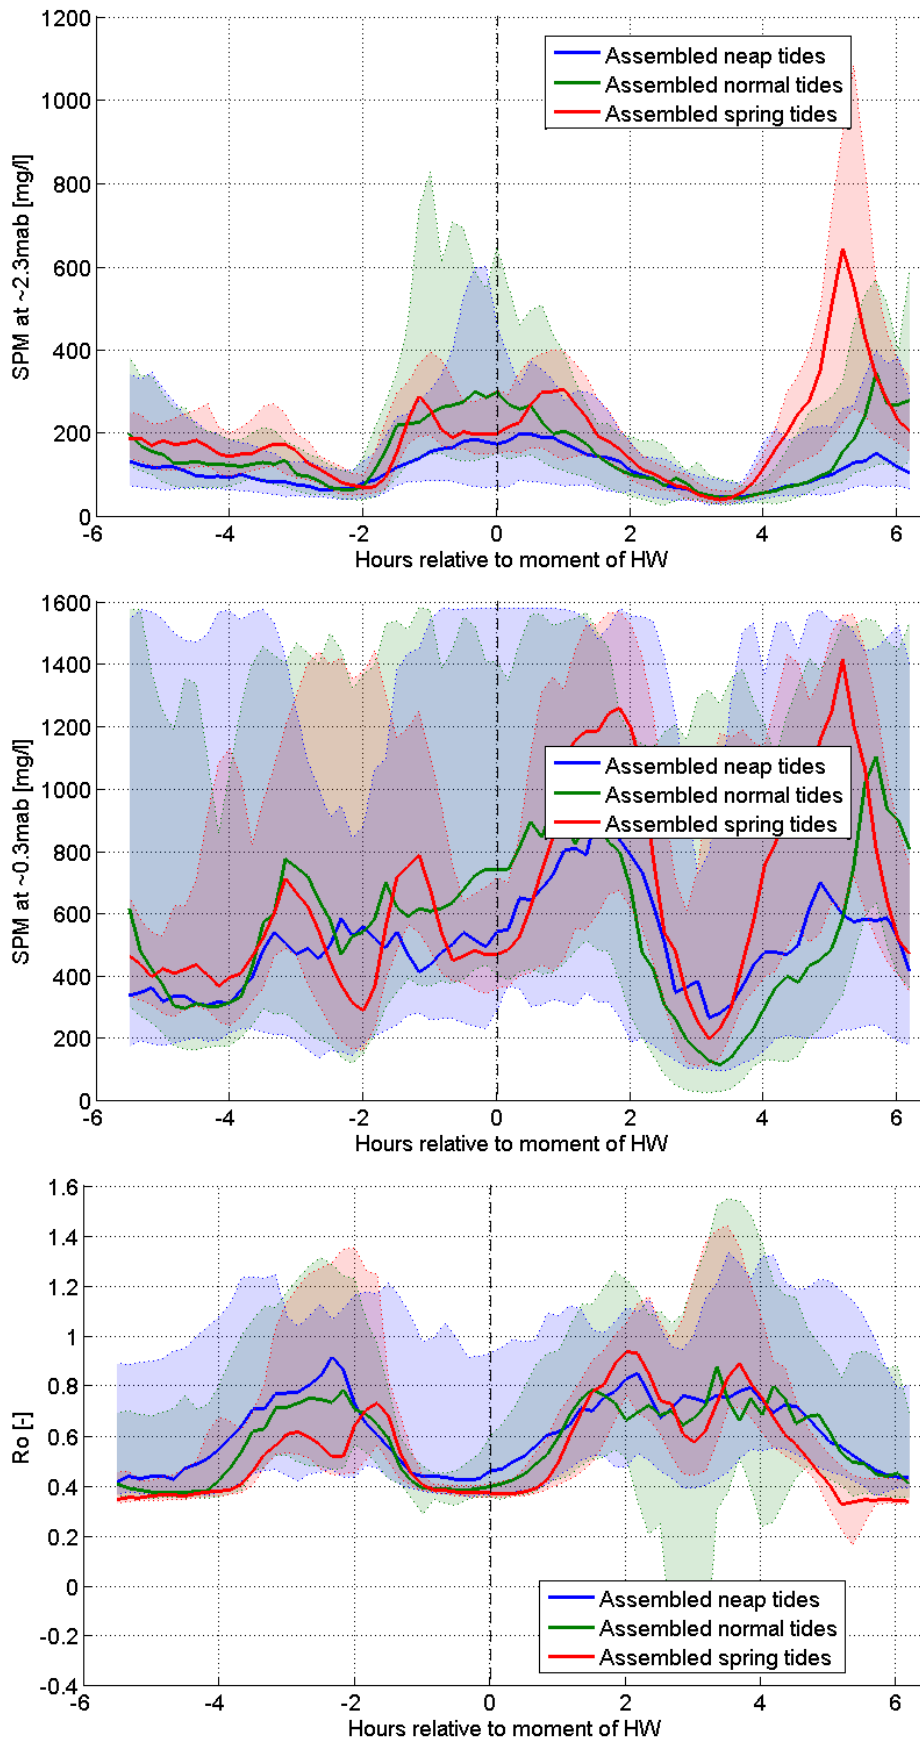 1200
1000
800
600
400
200
0
SPM at ~2.3mab [mg/l]
Assembled neap tides
Assembled normal tides
Assembled spring tides
-6 -4 -2 0 2 4 6
Hours relative to moment of HW
1600
1400
1200
1000
800
600
400
200
0
SPM at ~0.3mab [mg/l]
Assembled neap tides
Assembled normal tides
Assembled spring tides
-6 -4 -2 0 2 4 6
Hours relative to moment of HW
1.6
1.4
1.2
1
0.8
0.6
0.4
0.2
0
-0.2
-0.4
Ro [-]
Assembled neap tides
Assembled normal tides
Assembled spring tides
-6 -4 -2 0 2 4 6
Hours relative to moment of HW